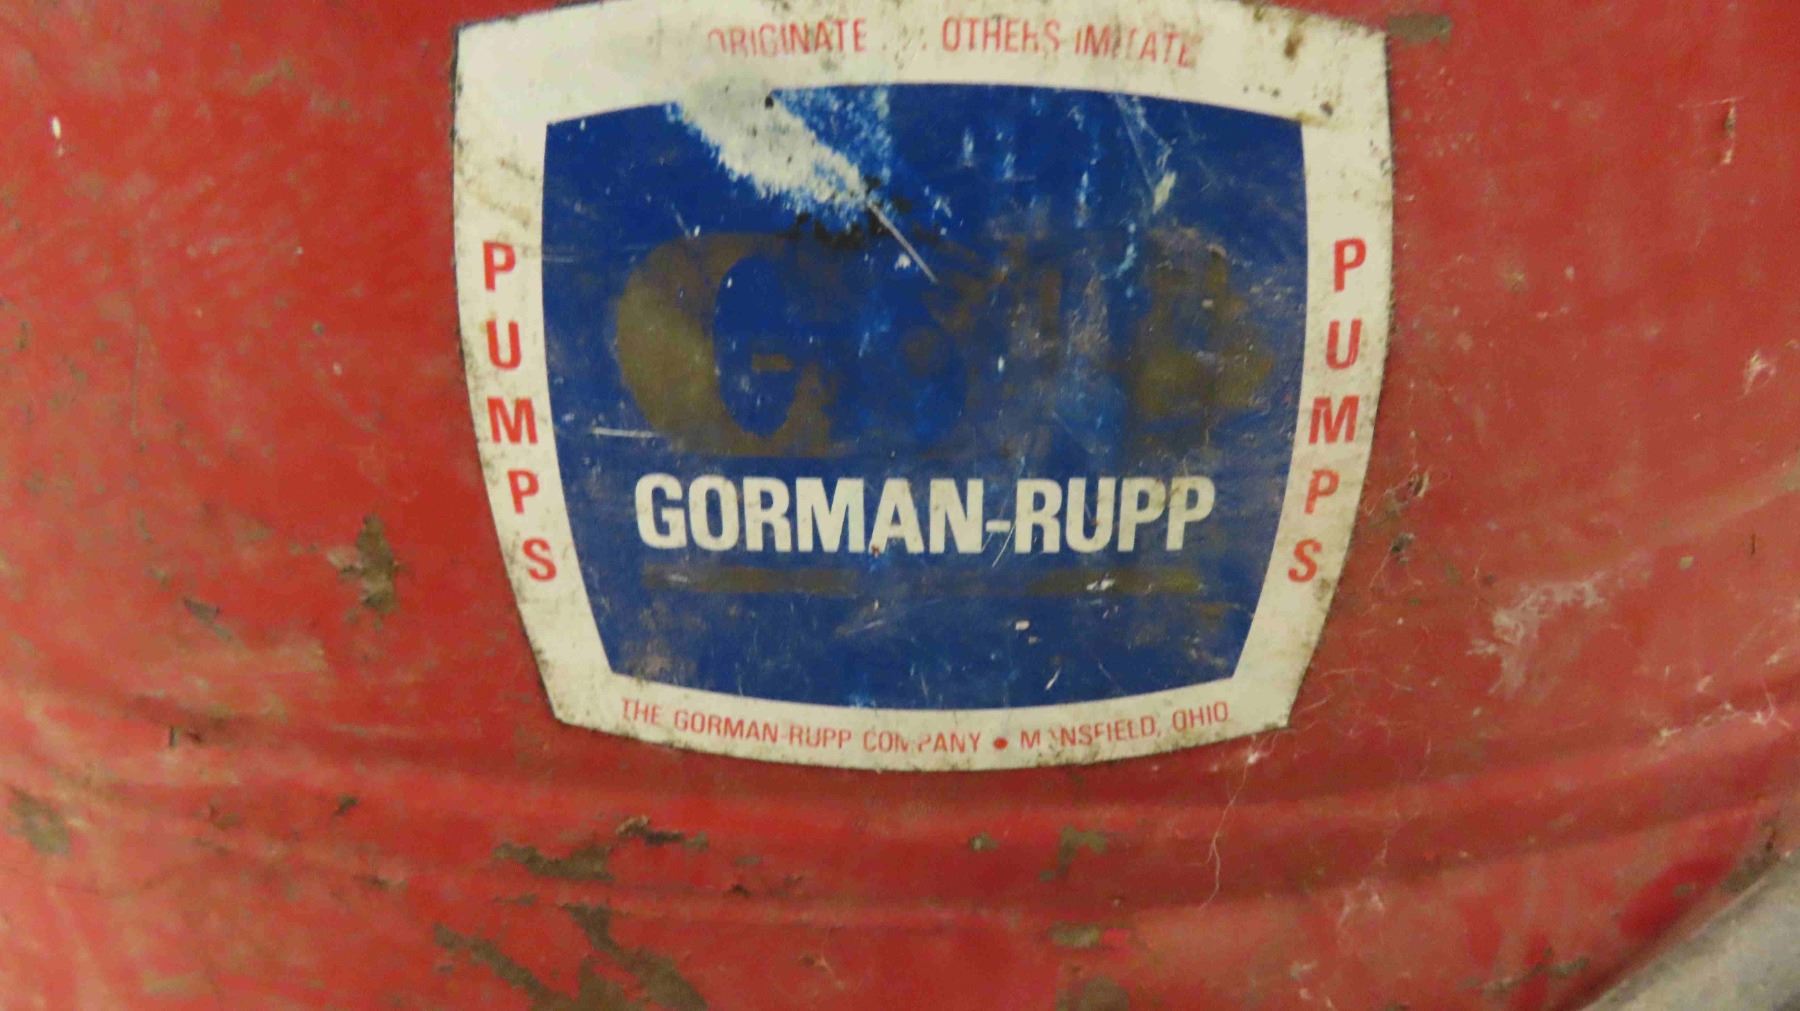 ORIGINATE ... OTHERS IMITATE
PUMPS
PUMPS
GORMAN-RUPP
THE GORMAN-RUPP COMPANY • MANSFIELD, OHIO